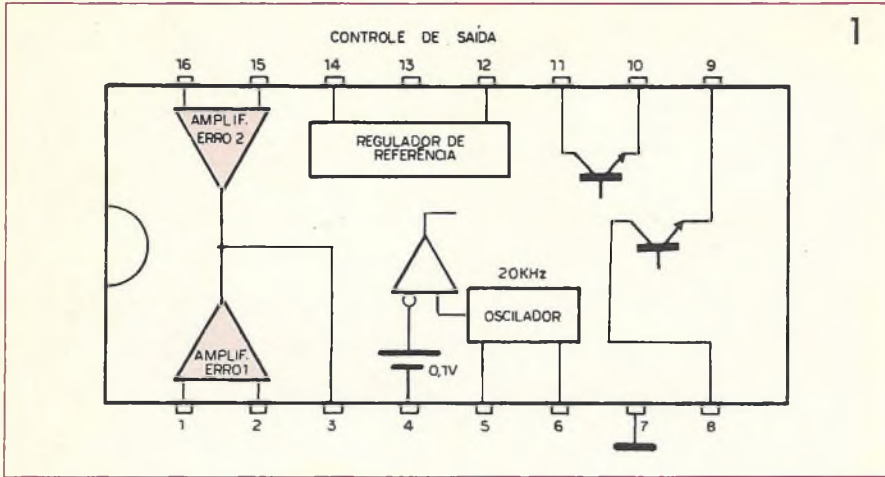 1
CONTROLE DE SAÍDA
16 15 14 13 12 11 10 9
AMPLIF.
ERRO 2
REGULADOR DE
REFERÊNCIA
20KHz
OSCILADOR
AMPLIF.
ERRO1
0,1V
1 2 3 4 5 6 7 8